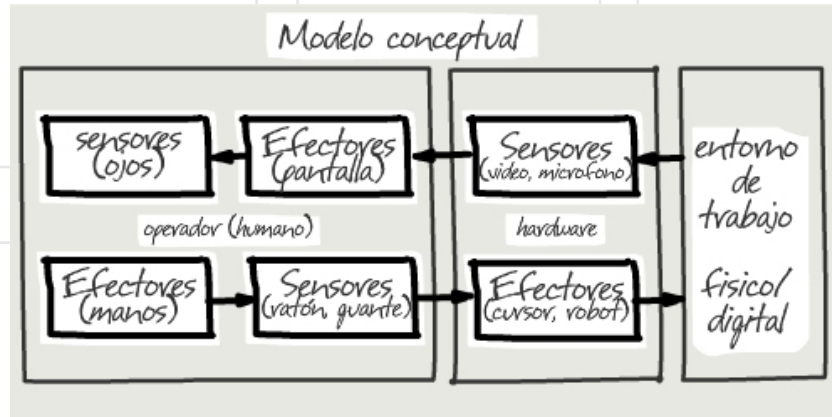 Modelo conceptual
sensores
(ojos)
Efectores
(pantalla)
Sensores
(video, microfono)
entorno
de
trabajo
operador (humano)
hardware
Efectores
(manos)
Sensores
(ratón, guante)
Efectores
(cursor, robot)
fisico/
digital